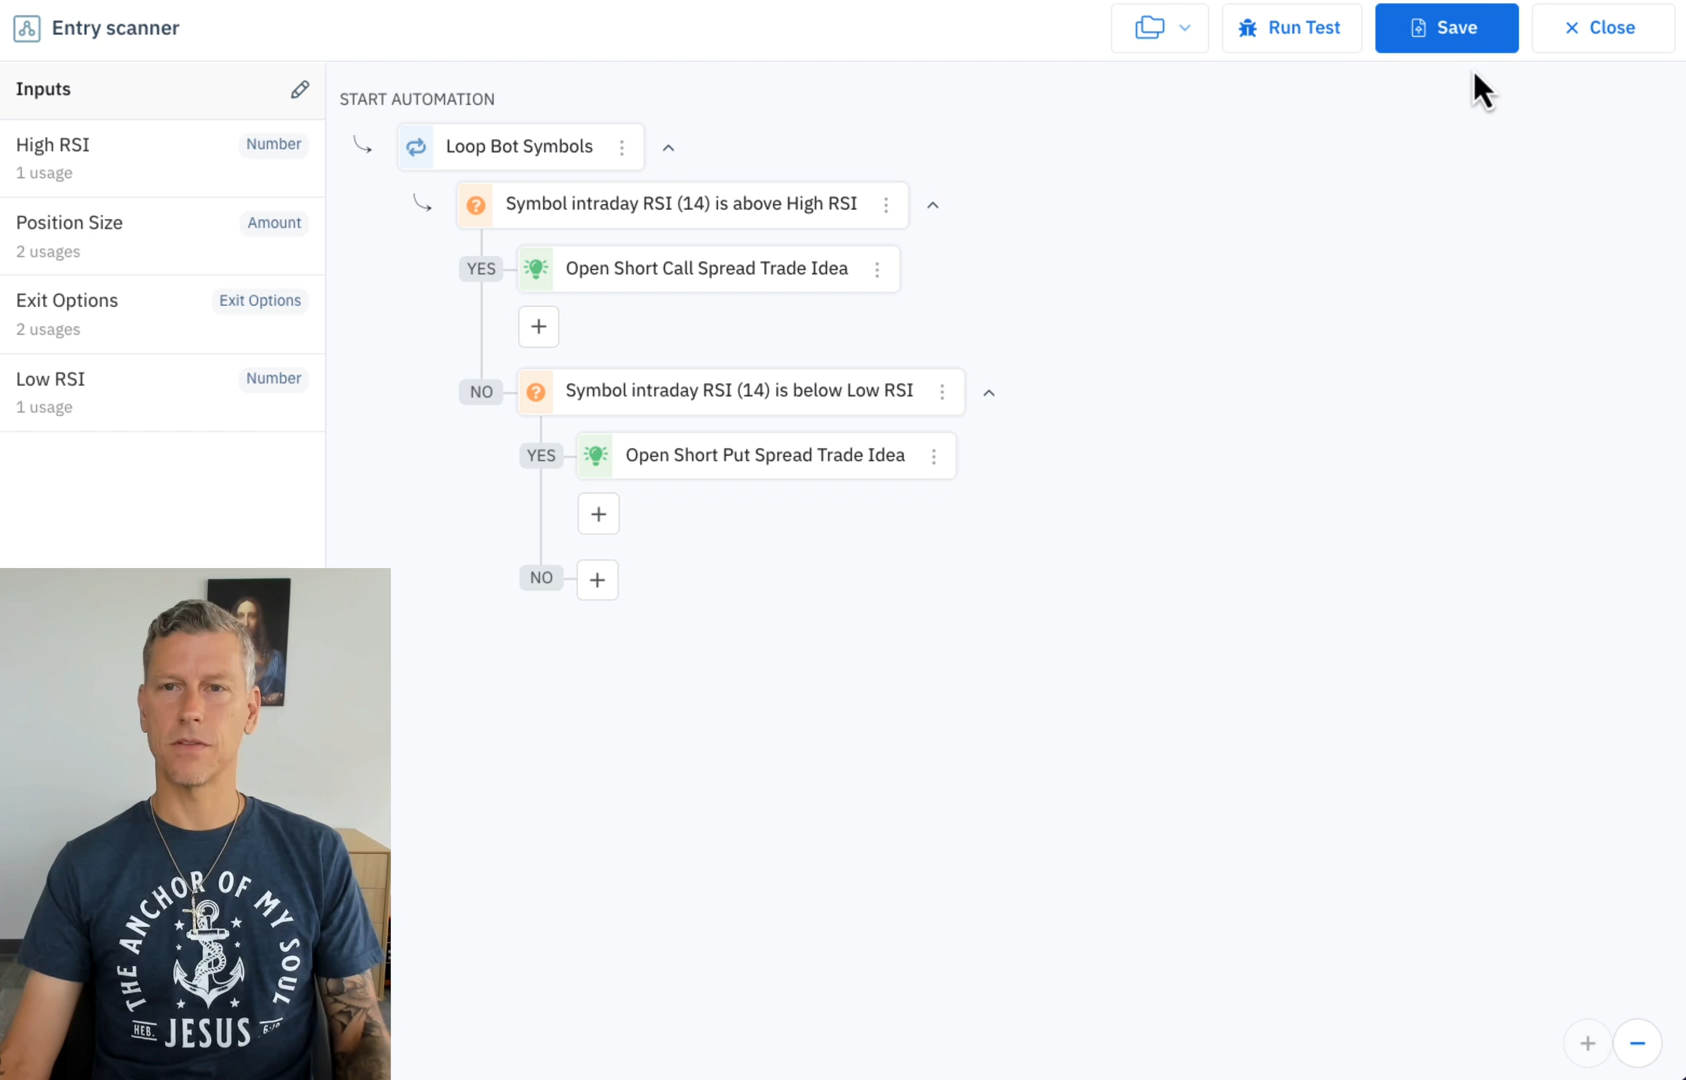 Entry scanner
Run Test
Save
Close
Inputs
High RSI
Number
1 usage
Position Size
Amount
2 usages
Exit Options
Exit Options
2 usages
Low RSI
Number
1 usage
START AUTOMATION
Loop Bot Symbols
Symbol intraday RSI (14) is above High RSI
YES
Open Short Call Spread Trade Idea
NO
Symbol intraday RSI (14) is below Low RSI
YES
Open Short Put Spread Trade Idea
NO
THE ANCHOR OF MY SOUL
HEB.
JESUS